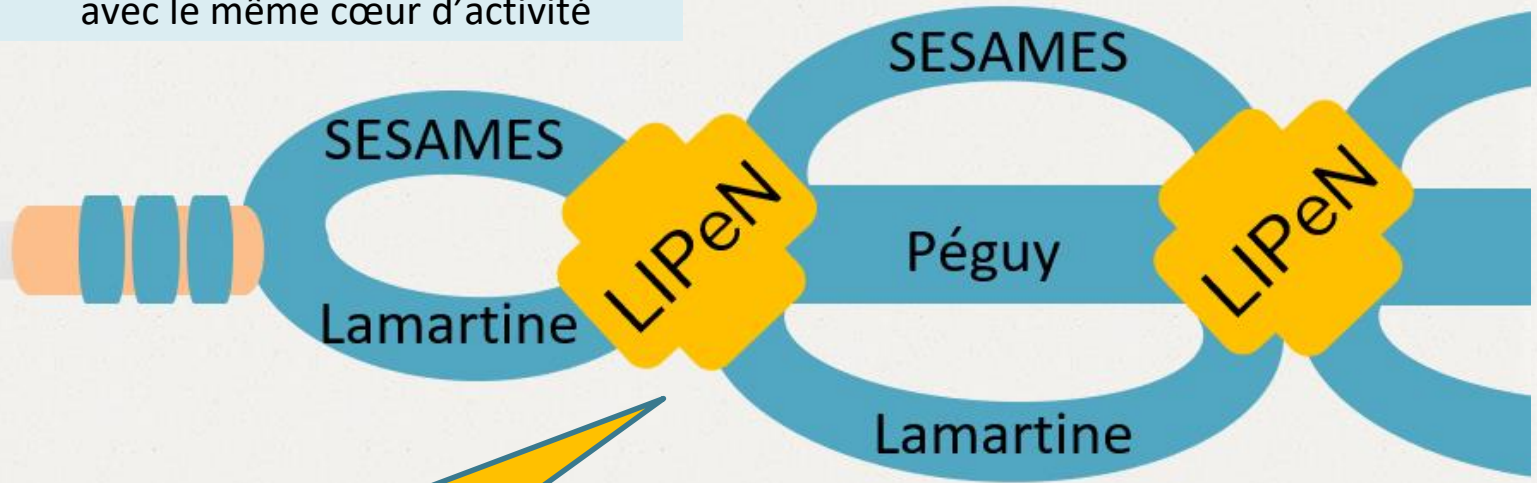 avec le même cœur d’activité
SESAMES
SESAMES
LIPeN
LIPeN
Péguy
Lamartine
Lamartine